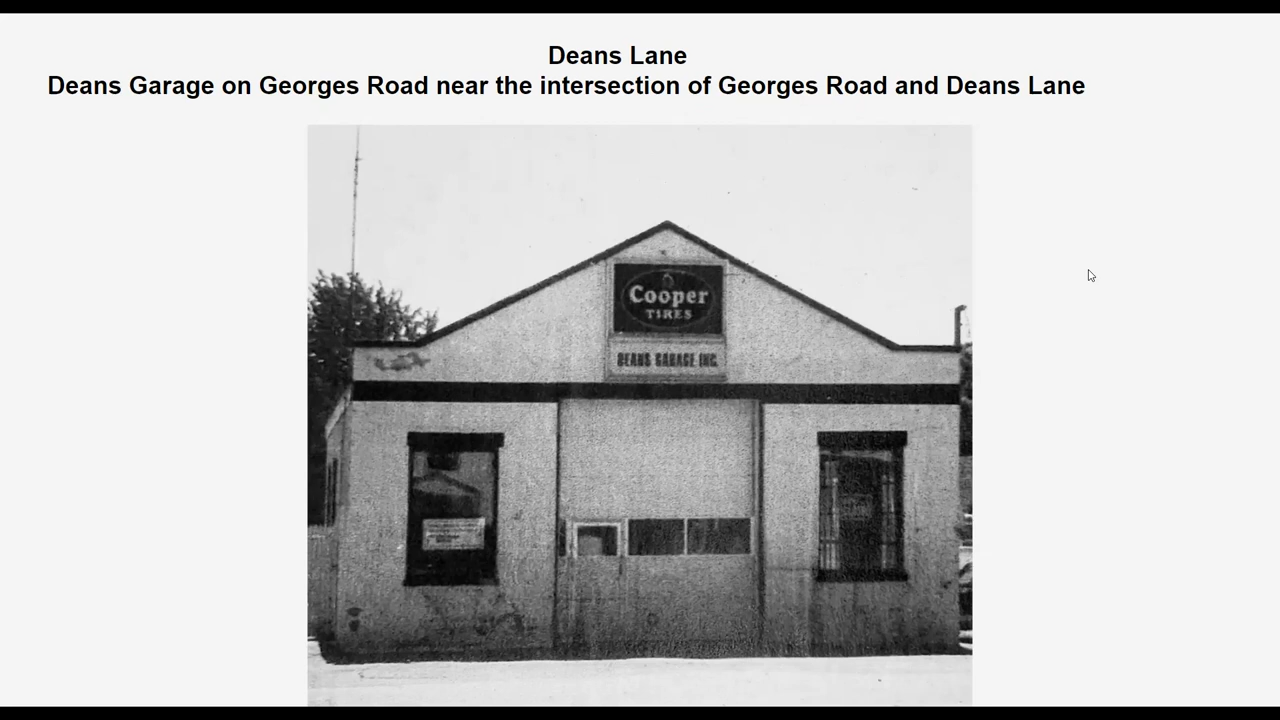 Deans Lane
Deans Garage on Georges Road near the intersection of Georges Road and Deans Lane
Cooper
TIRES
DEANS GARAGE INC.